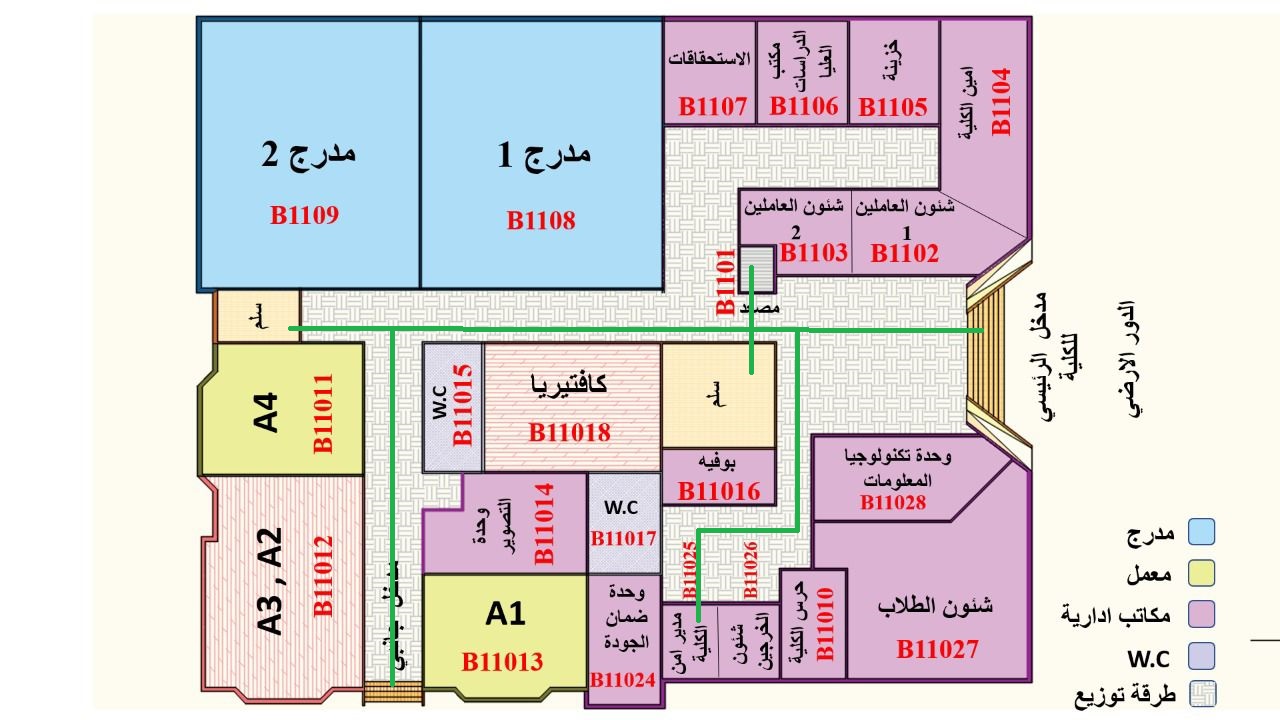 مدرج 2
B1109
مدرج 1
B1108
الاستحقاقات
B1107
مكتب
الدراسات
العليا
B1106
خزينة
B1105
امين الكلية
B1104
شئون العاملين
2
B1103
شئون العاملين
1
B1102
B1101
مصعد
سلم
مدخل الرئيسي
للكلية
الدور الارضي
A4
B11011
W.C
B11015
كافتيريا
B11018
سلم
بوفيه
B11016
وحدة تكنولوجيا
المعلومات
B11028
A3 , A2
B11012
جانبي
وحدة
التصوير
B11014
W.C
B11017
B11025
B11026
A1
B11013
وحدة
ضمان
الجودة
B11024
مدير امن
الكلية
شئون
الخرجين
حرس الكلية
B11010
شئون الطلاب
B11027
مدرج
معمل
مكاتب ادارية
W.C
طرقة توزيع